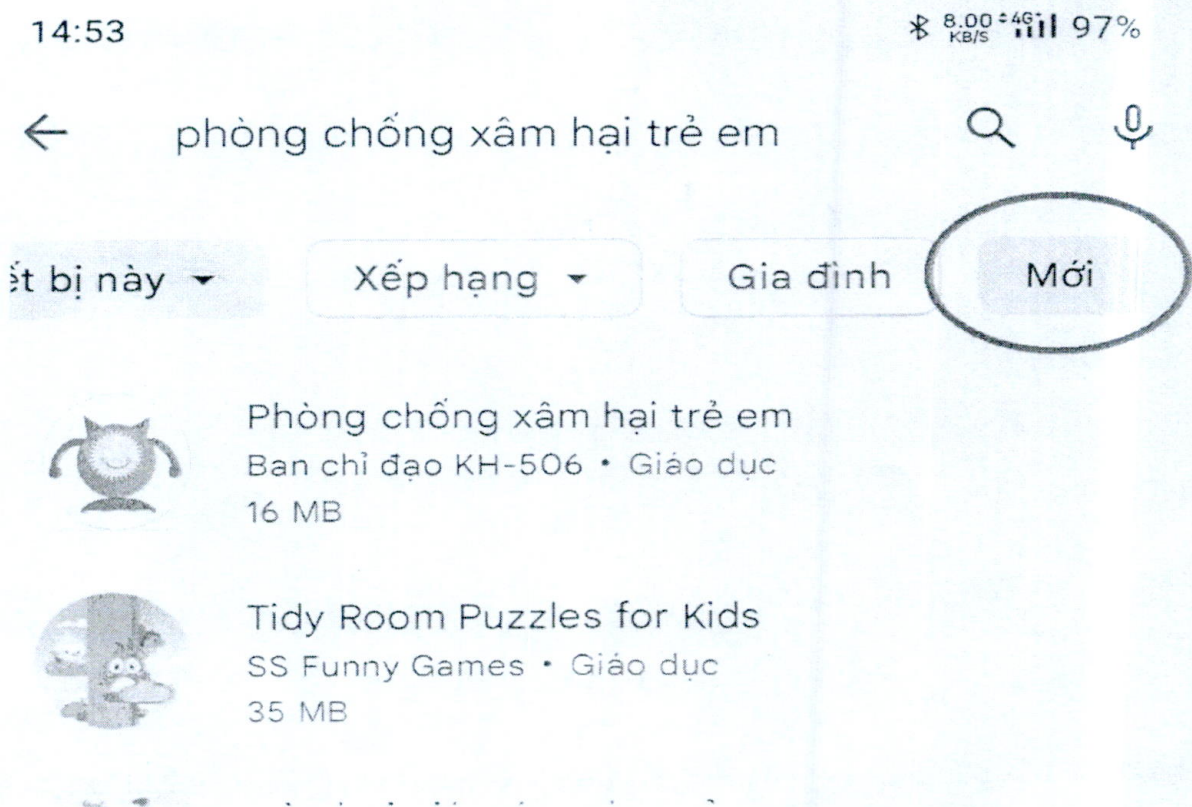 14:53 8.00 KB/S 4G+ 97%
phòng chống xâm hại trẻ em
ết bị này Xếp hạng Gia đình Mới
Phòng chống xâm hại trẻ em
Ban chỉ đạo KH-506 • Giáo dục
16 MB
Tidy Room Puzzles for Kids
SS Funny Games • Giáo dục
35 MB